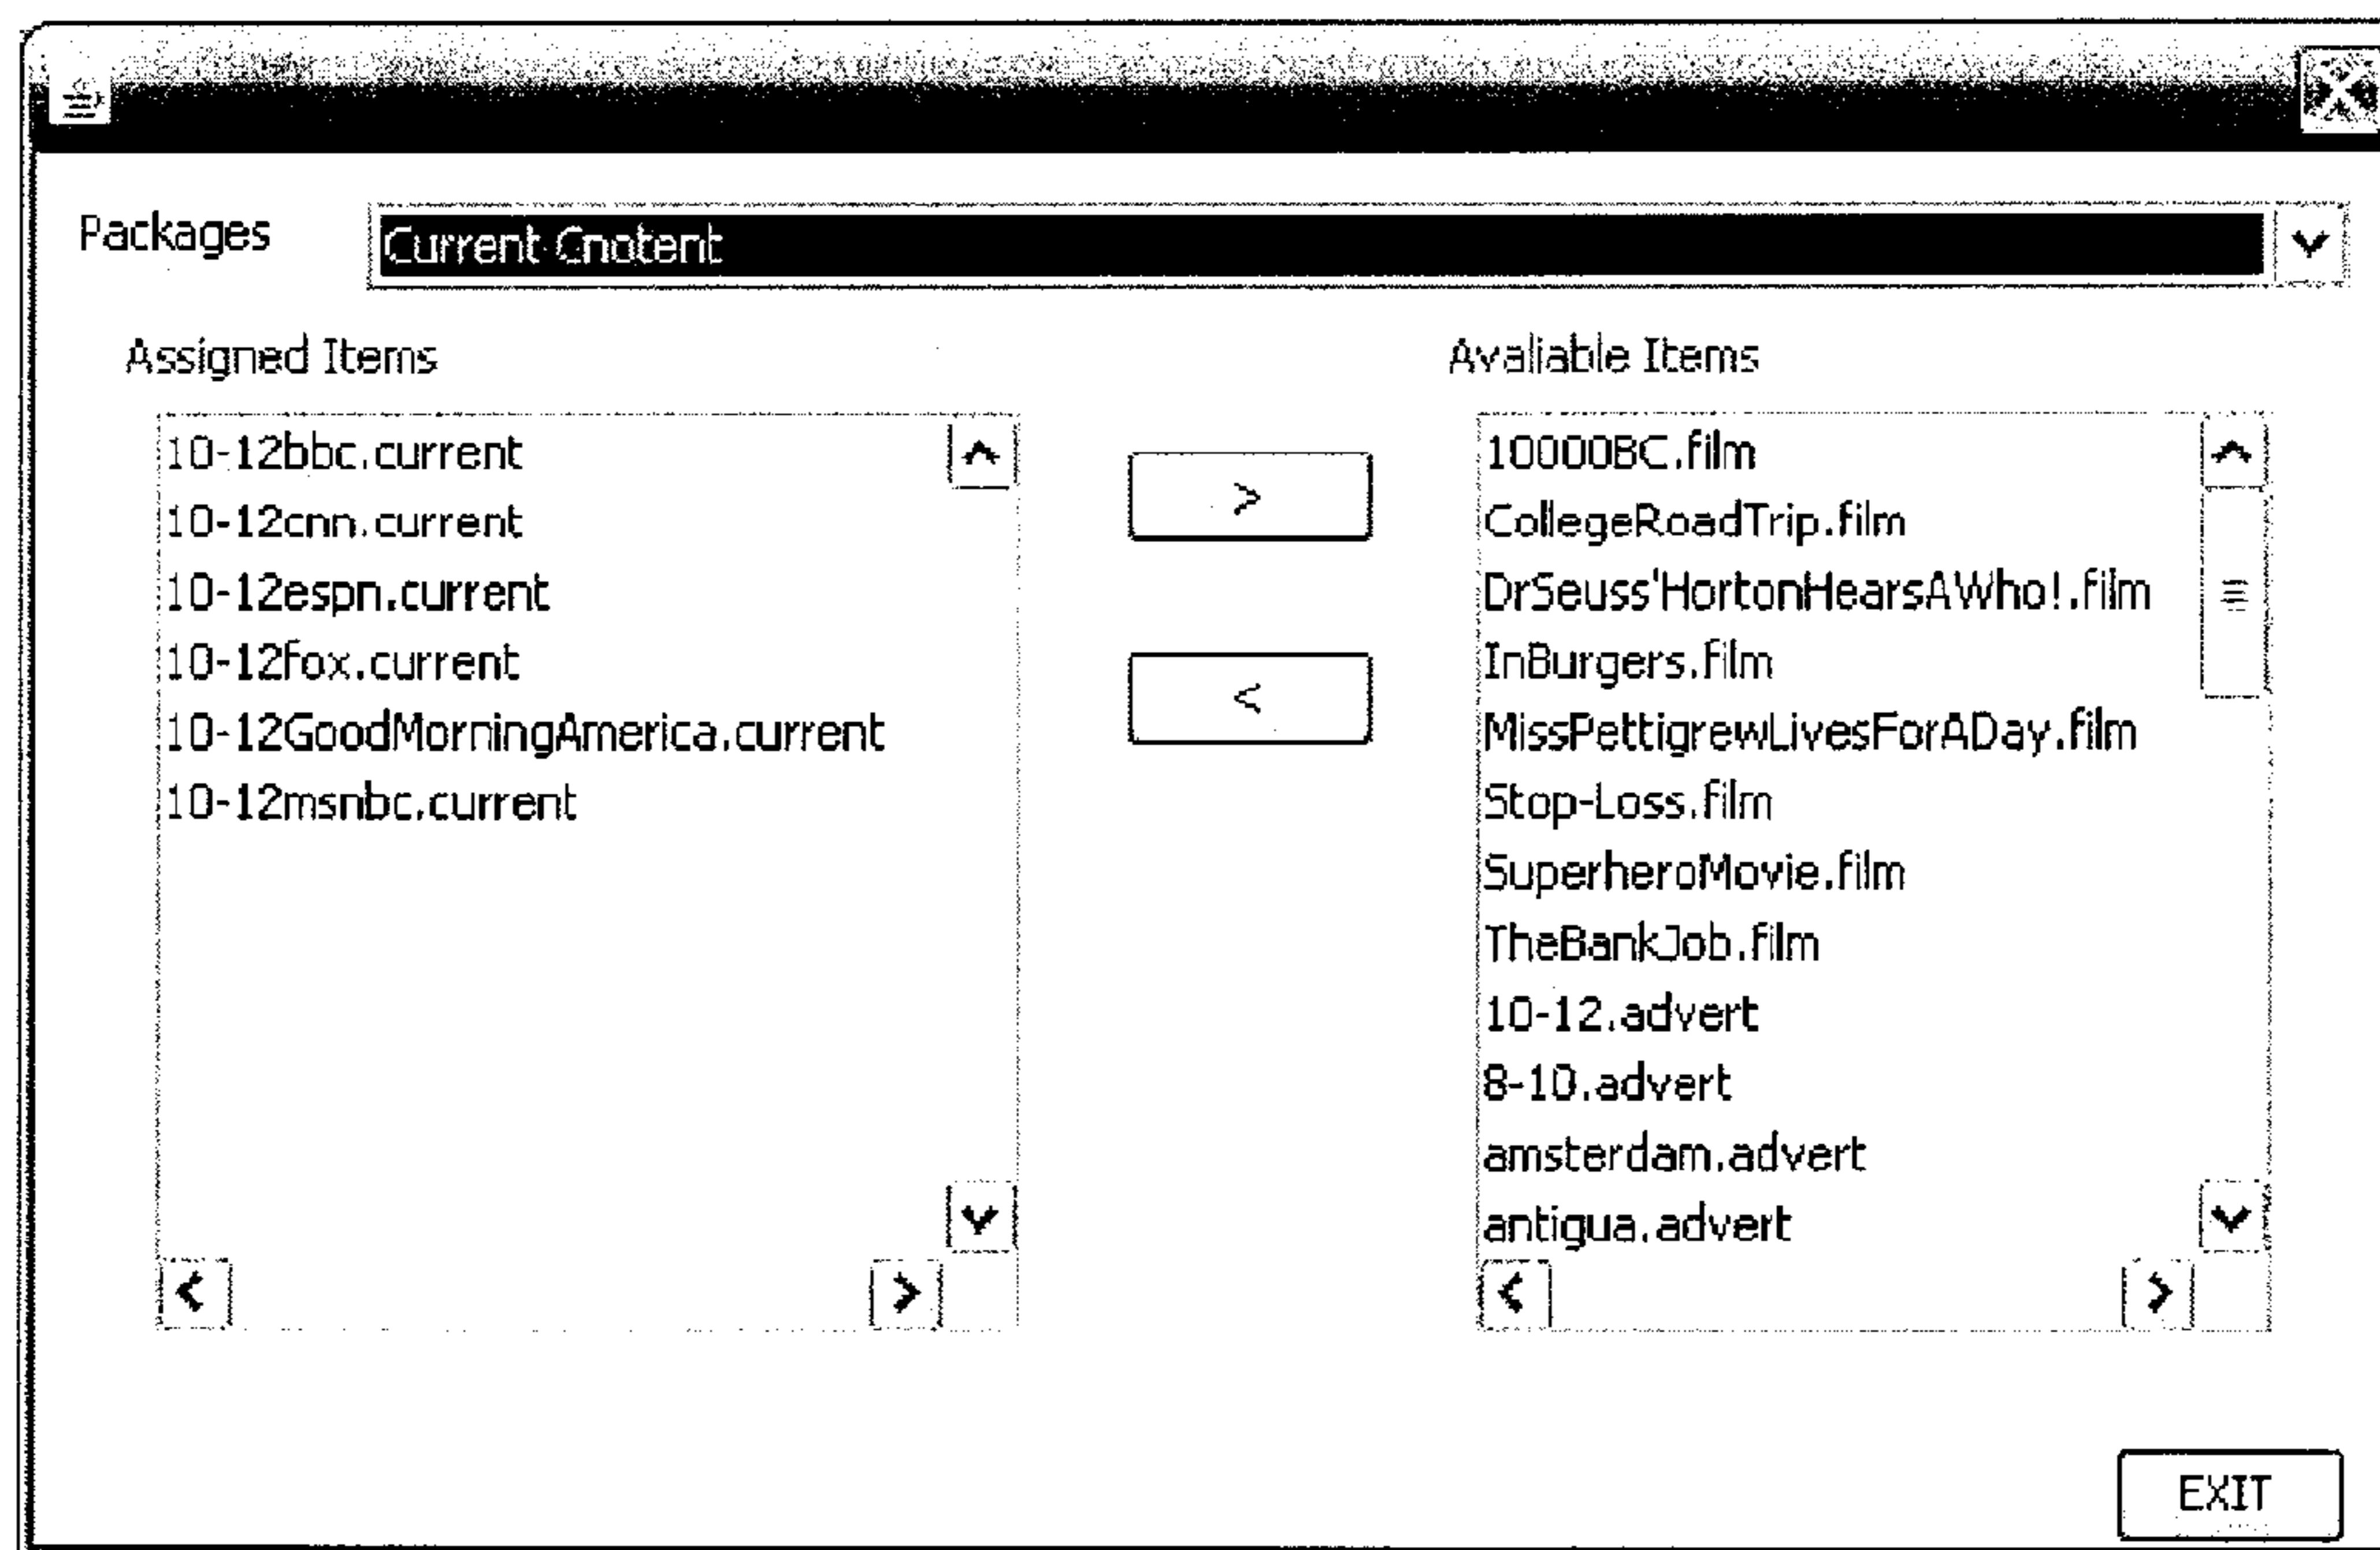 Packages
Current Cnotent
Assigned Items
Avaliable Items
10-12bbc.current
10-12cnn.current
10-12espn.current
10-12fox.current
10-12GoodMorningAmerica.current
10-12msnbc.current
>
<
10000BC.film
CollegeRoadTrip.film
DrSeuss'HortonHearsAWho!.film
InBurgers.film
MissPettigrewLivesForADay.film
Stop-Loss.film
SuperheroMovie.film
TheBankJob.film
10-12.advert
8-10.advert
amsterdam.advert
antigua.advert
EXIT